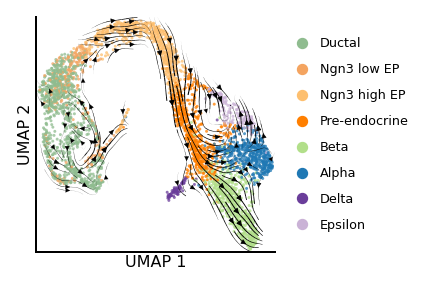 Ductal
Ngn3 low EP
Ngn3 high EP
Pre-endocrine
Beta
Alpha
Delta
Epsilon
UMAP 2
UMAP 1